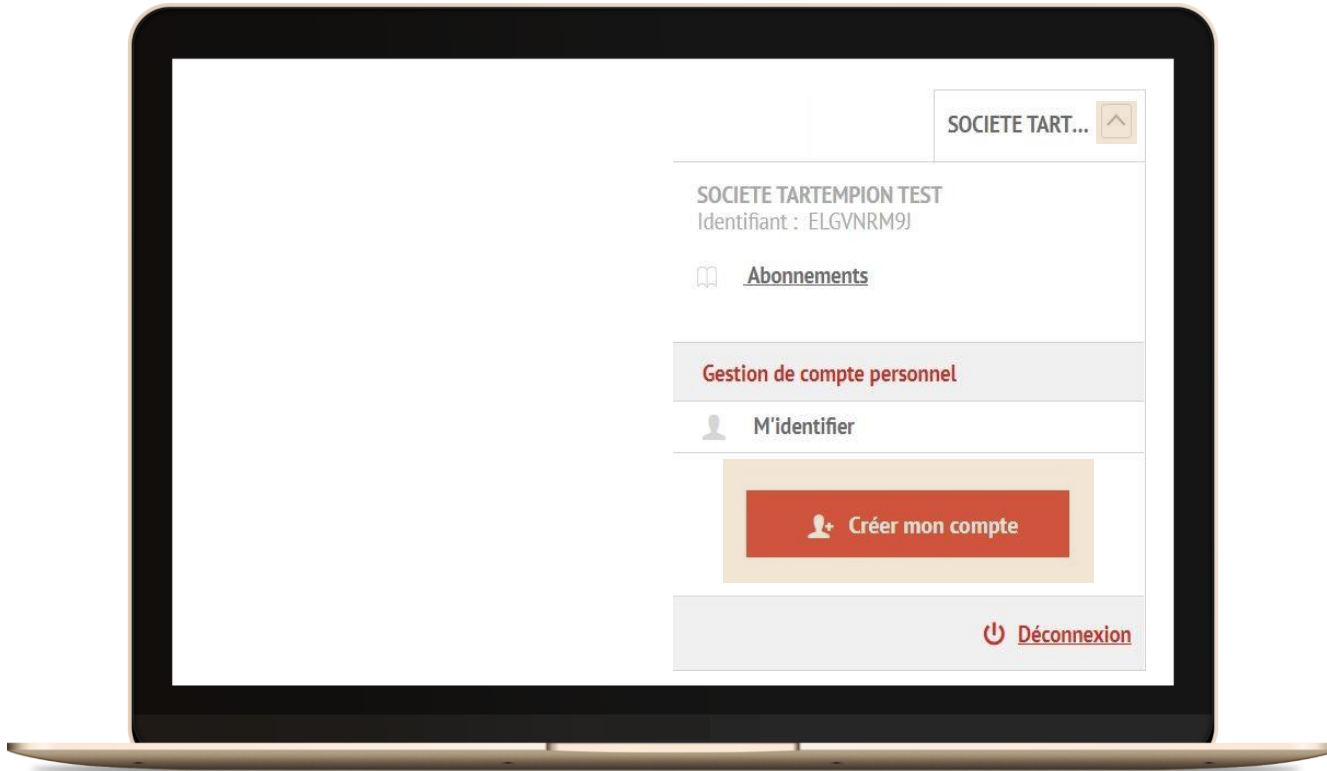 SOCIETE TART...
SOCIETE TARTEMPION TEST
Identifiant : ELGVNRM9J
Abonnements
Gestion de compte personnel
M'identifier
Créer mon compte
Déconnexion